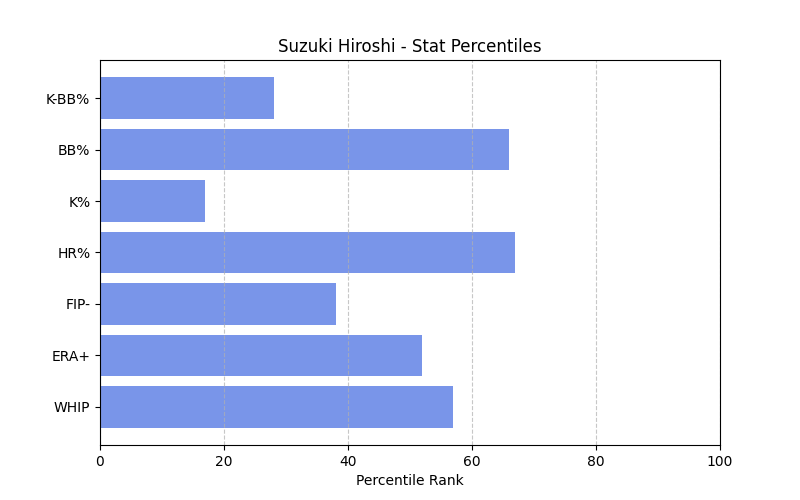 Suzuki Hiroshi - Stat Percentiles
K-BB%
BB%
K%
HR%
FIP-
ERA+
WHIP
0 20 40 60 80 100
Percentile Rank